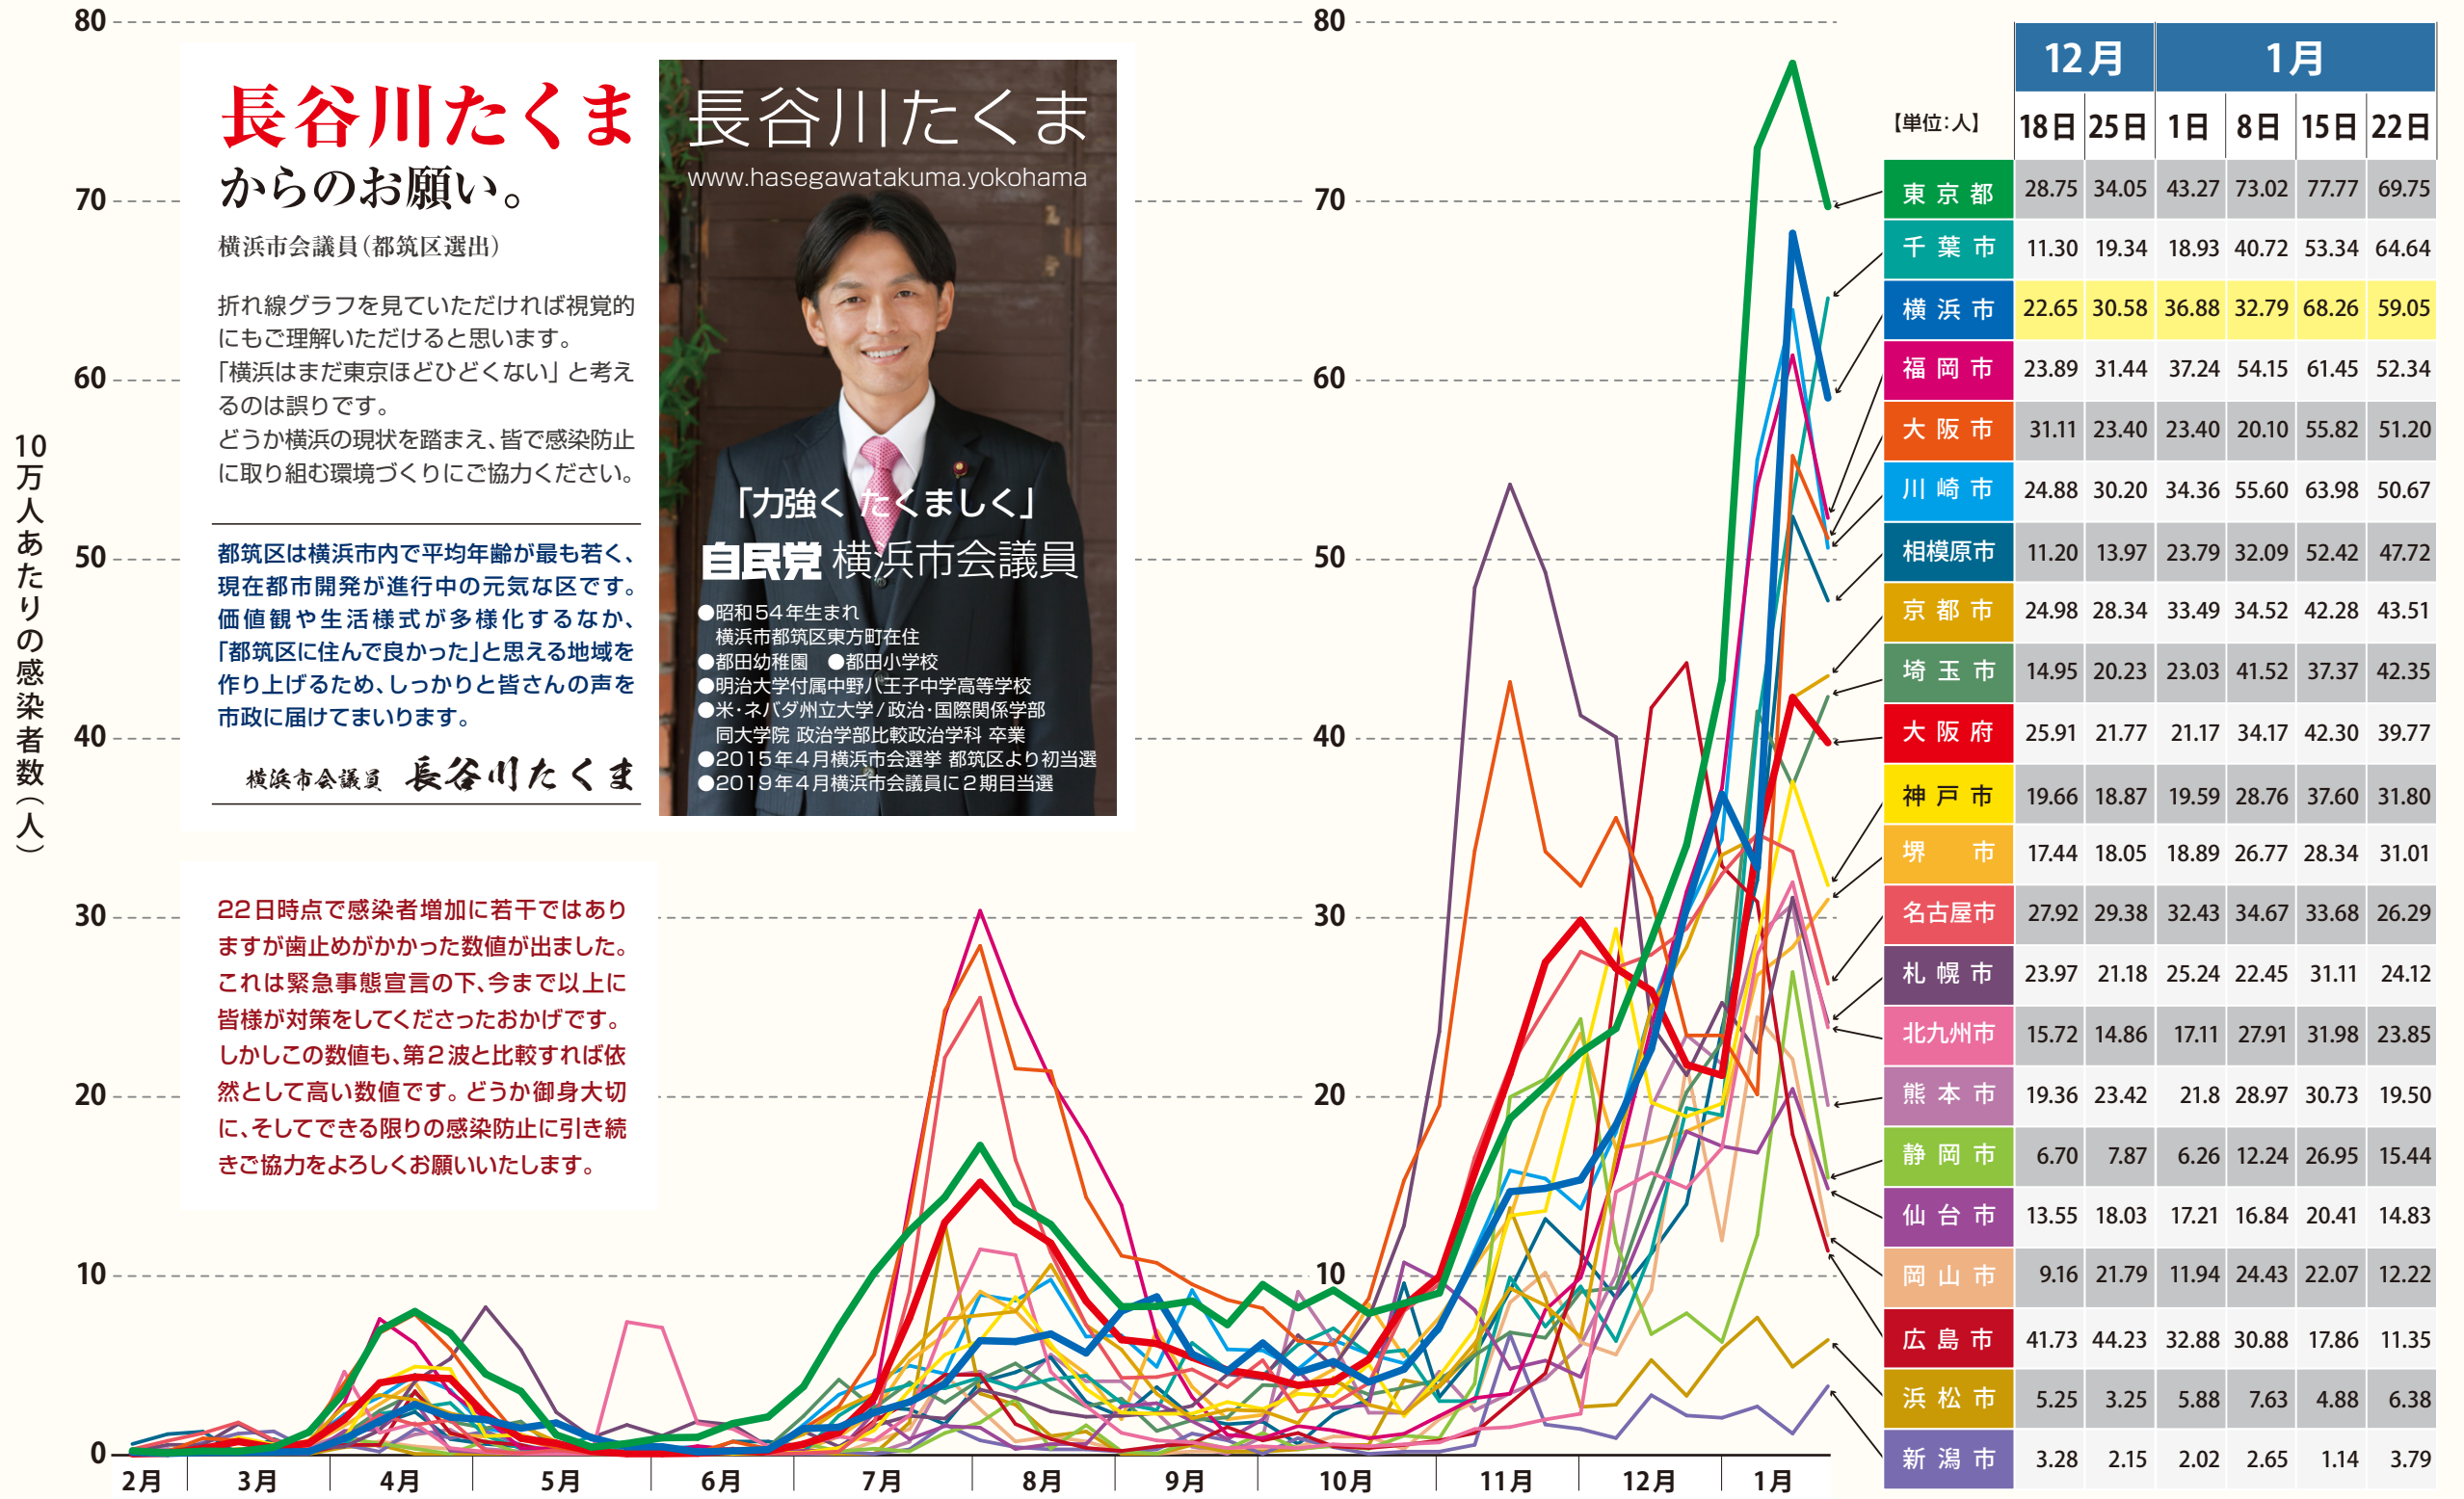 長谷川たくま
からのお願い。
横浜市会議員（都筑区選出）
折れ線グラフを見ていただければ視覚的
にもご理解いただけると思います。
「横浜はまだ東京ほどひどくない」と考え
るのは誤りです。
どうか横浜の現状を踏まえ、皆で感染防止
に取り組む環境づくりにご協力ください。
都筑区は横浜市内で平均年齢が最も若く、
現在都市開発が進行中の元気な区です。
価値観や生活様式が多様化するなか、
「都筑区に住んで良かった」と思える地域を
作り上げるため、しっかりと皆さんの声を
市政に届けてまいります。
横浜市会議員 長谷川たくま
長谷川たくま
www.hasegawatakuma.yokohama
「力強く たくましく」
自民党 横浜市会議員
●昭和54年生まれ
横浜市都筑区東方町在住
●都田幼稚園 ●都田小学校
●明治大学付属中野八王子中学高等学校
●米・ネバダ州立大学/政治・国際関係学部
同大学院 政治学部比較政治学科 卒業
●2015年4月横浜市会選挙 都筑区より初当選
●2019年4月横浜市会議員に2期目当選
22日時点で感染者増加に若干ではあり
ますが歯止めがかかった数値が出ました。
これは緊急事態宣言の下、今まで以上に
皆様が対策をしてくださったおかげです。
しかしこの数値も、第2波と比較すれば依
然として高い数値です。どうか御身大切
に、そしてできる限りの感染防止に引き続
きご協力をよろしくお願いいたします。
10万人あたりの感染者数（人）
80
70
60
50
40
30
20
10
0
80
70
60
50
40
30
20
10
2月 3月 4月 5月 6月 7月 8月 9月 10月 11月 12月 1月
12月 1月
【単位：人】 18日 25日 1日 8日 15日 22日
東京都 28.75 34.05 43.27 73.02 77.77 69.75
千葉市 11.30 19.34 18.93 40.72 53.34 64.64
横浜市 22.65 30.58 36.88 32.79 68.26 59.05
福岡市 23.89 31.44 37.24 54.15 61.45 52.34
大阪市 31.11 23.40 23.40 20.10 55.82 51.20
川崎市 24.88 30.20 34.36 55.60 63.98 50.67
相模原市 11.20 13.97 23.79 32.09 52.42 47.72
京都市 24.98 28.34 33.49 34.52 42.28 43.51
埼玉市 14.95 20.23 23.03 41.52 37.37 42.35
大阪府 25.91 21.77 21.17 34.17 42.30 39.77
神戸市 19.66 18.87 19.59 28.76 37.60 31.80
堺市 17.44 18.05 18.89 26.77 28.34 31.01
名古屋市 27.92 29.38 32.43 34.67 33.68 26.29
札幌市 23.97 21.18 25.24 22.45 31.11 24.12
北九州市 15.72 14.86 17.11 27.91 31.98 23.85
熊本市 19.36 23.42 21.8 28.97 30.73 19.50
静岡市 6.70 7.87 6.26 12.24 26.95 15.44
仙台市 13.55 18.03 17.21 16.84 20.41 14.83
岡山市 9.16 21.79 11.94 24.43 22.07 12.22
広島市 41.73 44.23 32.88 30.88 17.86 11.35
浜松市 5.25 3.25 5.88 7.63 4.88 6.38
新潟市 3.28 2.15 2.02 2.65 1.14 3.79